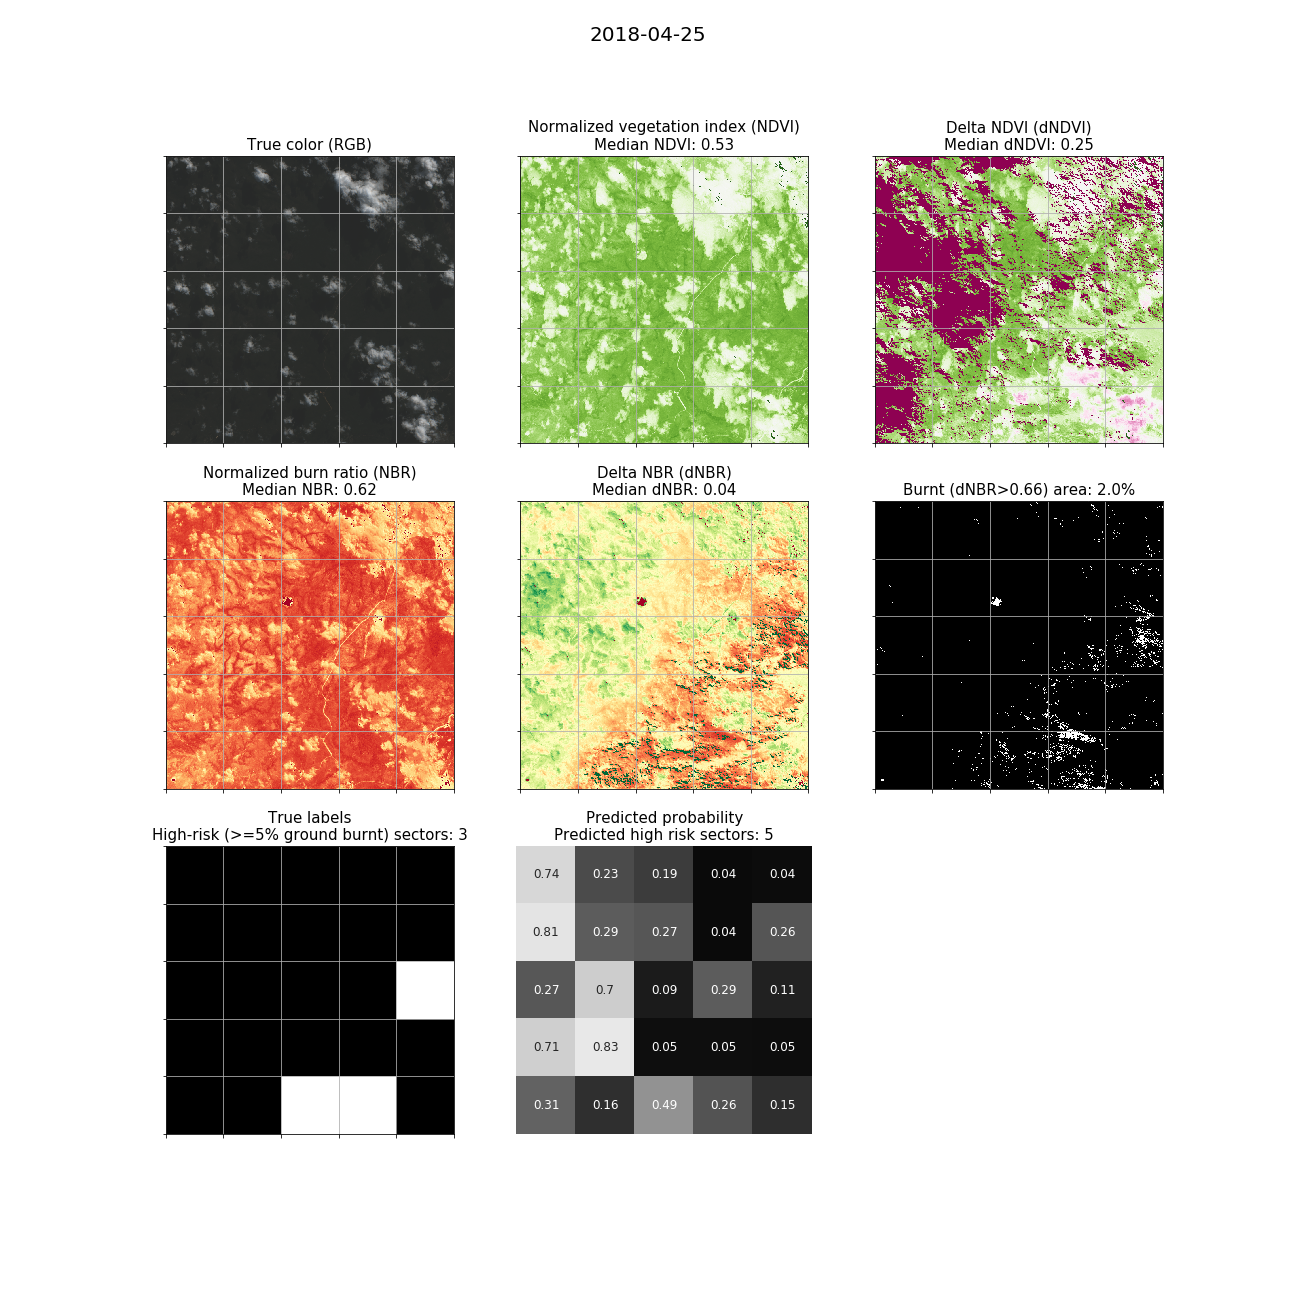 2018-04-25
True color (RGB)
Normalized vegetation index (NDVI)
Median NDVI: 0.53
Delta NDVI (dNDVI)
Median dNDVI: 0.25
Normalized burn ratio (NBR)
Median NBR: 0.62
Delta NBR (dNBR)
Median dNBR: 0.04
Burnt (dNBR>0.66) area: 2.0%
True labels
High-risk (>=5% ground burnt) sectors: 3
Predicted probability
Predicted high risk sectors: 5
0.74 0.23 0.19 0.04 0.04
0.81 0.29 0.27 0.04 0.26
0.27 0.7 0.09 0.29 0.11
0.71 0.83 0.05 0.05 0.05
0.31 0.16 0.49 0.26 0.15